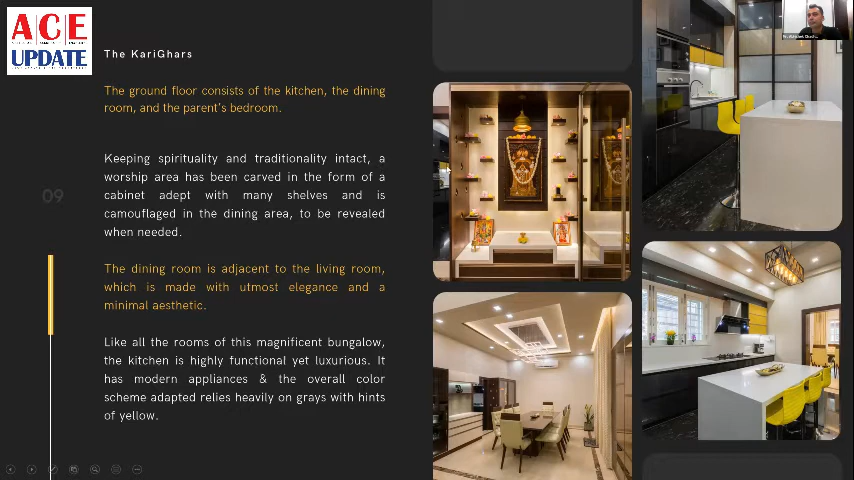 ACE
UPDATE
The KariGhars
The ground floor consists of the kitchen, the dining
room, and the parent's bedroom.
Keeping spirituality and traditionality intact, a
worship area has been carved in the form of a
cabinet adept with many shelves and is
camouflaged in the dining area, to be revealed
when needed.
09
The dining room is adjacent to the living room,
which is made with utmost elegance and a
minimal aesthetic.
Like all the rooms of this magnificent bungalow,
the kitchen is highly functional yet luxurious. It
has modern appliances & the overall color
scheme adapted relies heavily on grays with hints
of yellow.